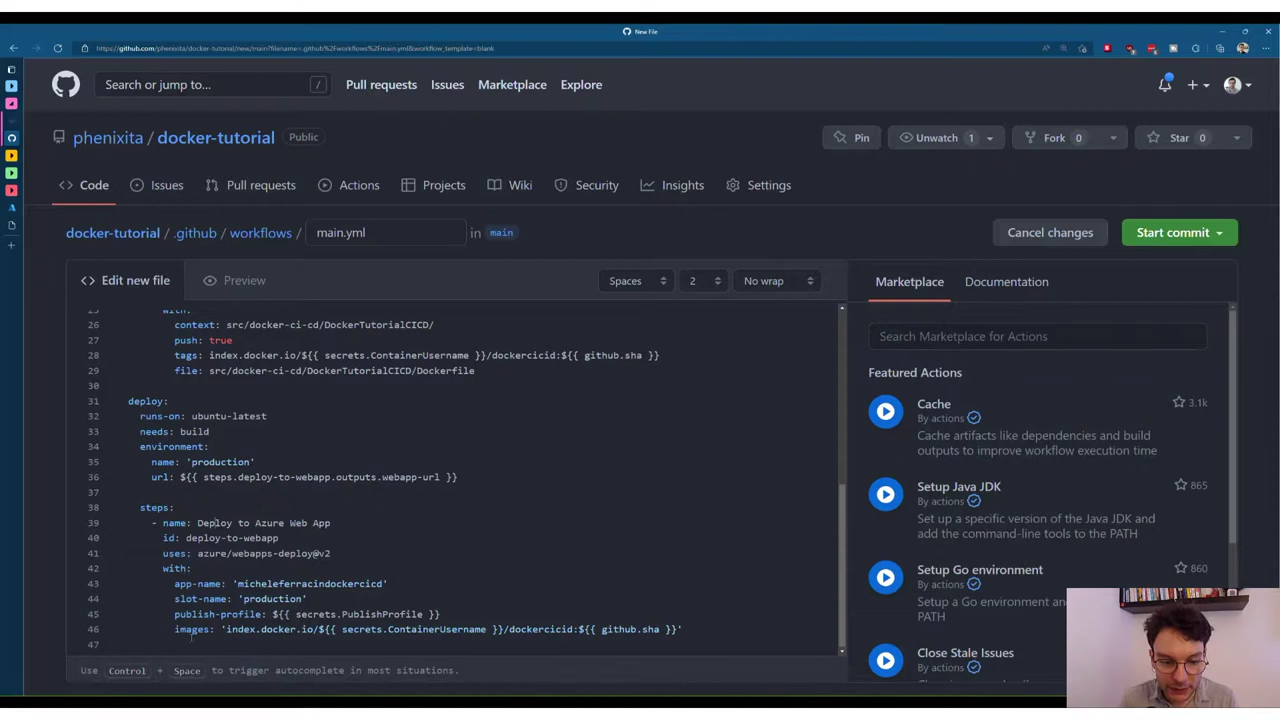 New File
https://github.com/phenixita/docker-tutorial/new/main?filename=.github%2Fworkflows%2Fmain.yml&workflow_template=blank
Search or jump to... /
Pull requests Issues Marketplace Explore
phenixita / docker-tutorial Public
Pin Unwatch 1 Fork 0 Star 0
Code Issues Pull requests Actions Projects Wiki Security Insights Settings
docker-tutorial / .github / workflows / main.yml in main
Cancel changes Start commit
Edit new file Preview
Spaces 2 No wrap
25 with:
26 context: src/docker-ci-cd/DockerTutorialCICD/
27 push: true
28 tags: index.docker.io/${{ secrets.ContainerUsername }}/dockercicid:${{ github.sha }}
29 file: src/docker-ci-cd/DockerTutorialCICD/Dockerfile
30
31 deploy:
32 runs-on: ubuntu-latest
33 needs: build
34 environment:
35 name: 'production'
36 url: ${{ steps.deploy-to-webapp.outputs.webapp-url }}
37
38 steps:
39 - name: Deploy to Azure Web App
40 id: deploy-to-webapp
41 uses: azure/webapps-deploy@v2
42 with:
43 app-name: 'micheleferracindockercicd'
44 slot-name: 'production'
45 publish-profile: ${{ secrets.PublishProfile }}
46 images: 'index.docker.io/${{ secrets.ContainerUsername }}/dockercicid:${{ github.sha }}'
47
Use Control + Space to trigger autocomplete in most situations.
Marketplace Documentation
Search Marketplace for Actions
Featured Actions
Cache 3.1k
By actions
Cache artifacts like dependencies and build
outputs to improve workflow execution time
Setup Java JDK 865
By actions
Set up a specific version of the Java JDK and
add the command-line tools to the PATH
Setup Go environment 860
By actions
Setup a Go environment and
PATH
Close Stale Issues
By actions